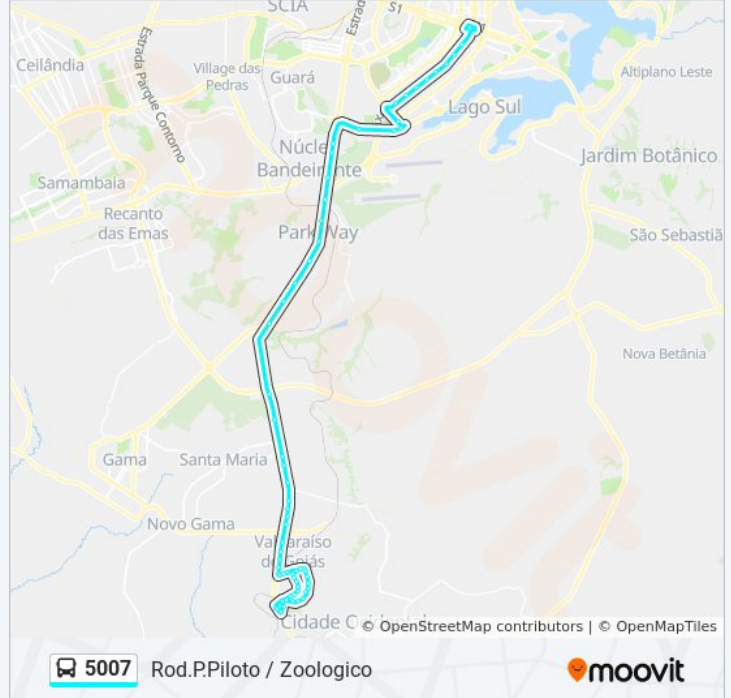 SCIA
S1
Estrada
Ceilândia
Estrada Parque Contorno
Village das
Pedras
Guará
Altiplano Leste
Lago Sul
Núcleo
Bandeirante
Jardim Botânico
Samambaia
Recanto
das Emas
Park Way
São Sebastiã
Nova Betânia
Gama
Santa Maria
Novo Gama
Valparaíso
de Goiás
Cidade Ocidental
© OpenStreetMap contributors | © OpenMapTiles
5007 Rod.P.Piloto / Zoologico
moovit